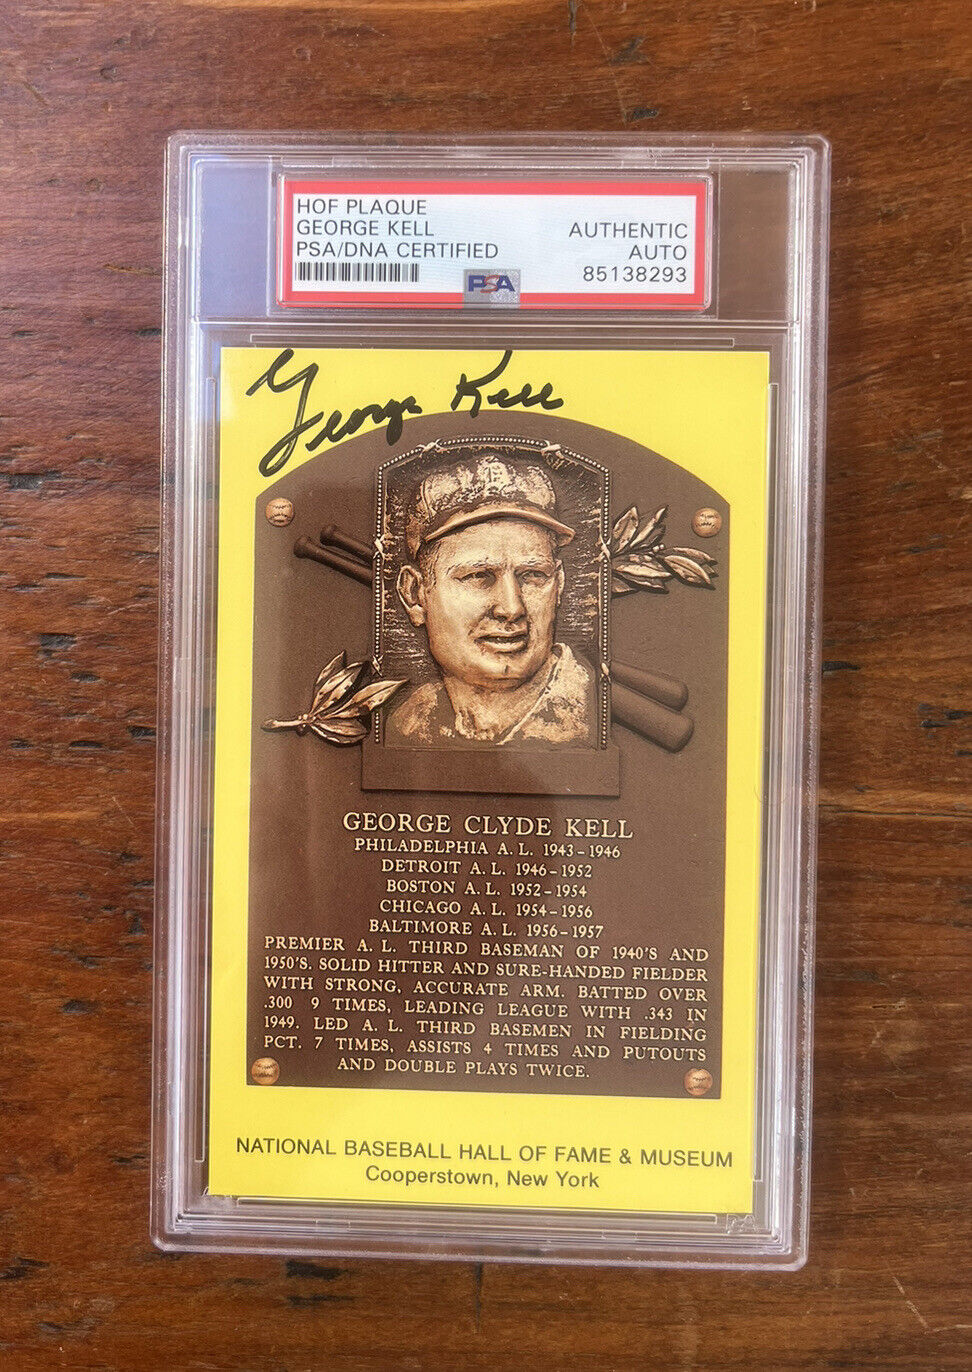 HOF PLAQUE
GEORGE KELL
PSA/DNA CERTIFIED
AUTHENTIC
AUTO
85138293
PSA
George Kell
GEORGE CLYDE KELL
PHILADELPHIA A. L. 1943-1946
DETROIT A. L. 1946-1952
BOSTON A. L. 1952-1954
CHICAGO A. L. 1954-1956
BALTIMORE A. L. 1956-1957
PREMIER A. L. THIRD BASEMAN OF 1940'S AND
1950'S. SOLID HITTER AND SURE-HANDED FIELDER
WITH STRONG, ACCURATE ARM. BATTED OVER
.300 9 TIMES, LEADING LEAGUE WITH .343 IN
1949. LED A. L. THIRD BASEMEN IN FIELDING
PCT. 7 TIMES, ASSISTS 4 TIMES AND PUTOUTS
AND DOUBLE PLAYS TWICE.
NATIONAL BASEBALL HALL OF FAME & MUSEUM
Cooperstown, New York